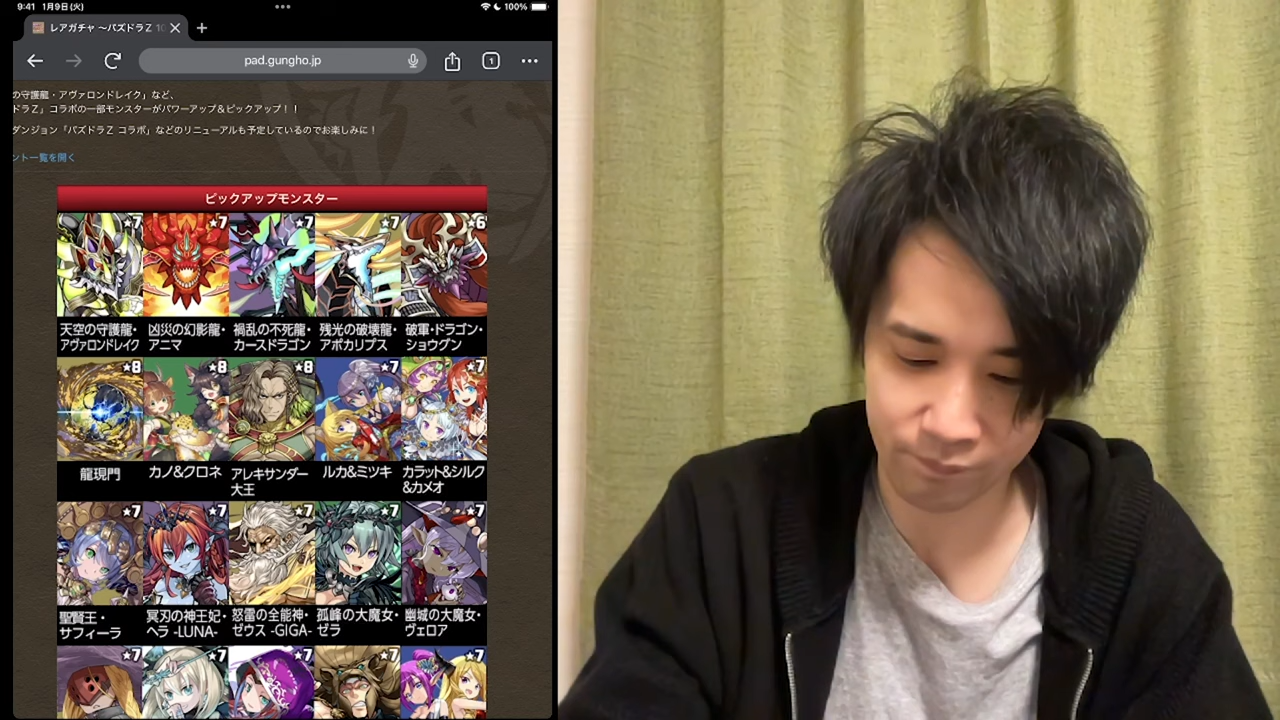 9:41 1月9日(火)
100%
レアガチャ 〜パズドラZ 10
pad.gungho.jp
1
の守護龍・アヴァロンドレイク」など、
ドラZ」コラボの一部モンスターがパワーアップ&ピックアップ！！
ダンジョン「パズドラZ コラボ」などのリニューアルも予定しているのでお楽しみに！
ント一覧を開く
ピックアップモンスター
★7 ★7 ★7 ★7 ★6
天空の守護龍・アヴァロンドレイク
凶災の幻影龍・アニマ
禍乱の不死龍・カースドラゴン
残光の破壊龍・アポカリプス
破軍・ドラゴン・ショウグン
★8 ★8 ★8 ★7 ★7
龍現門
カノ&クロネ
アレキサンダー大王
ルカ&ミツキ
カラット&シルク&カメオ
★7 ★7 ★7 ★7 ★7
聖賢王・サフィーラ
冥刃の神王妃・ヘラ -LUNA-
怒雷の全能神・ゼウス -GIGA-
孤峰の大魔女・ゼラ
幽城の大魔女・ヴェロア
★7 ★7 ★7 ★7 ★7